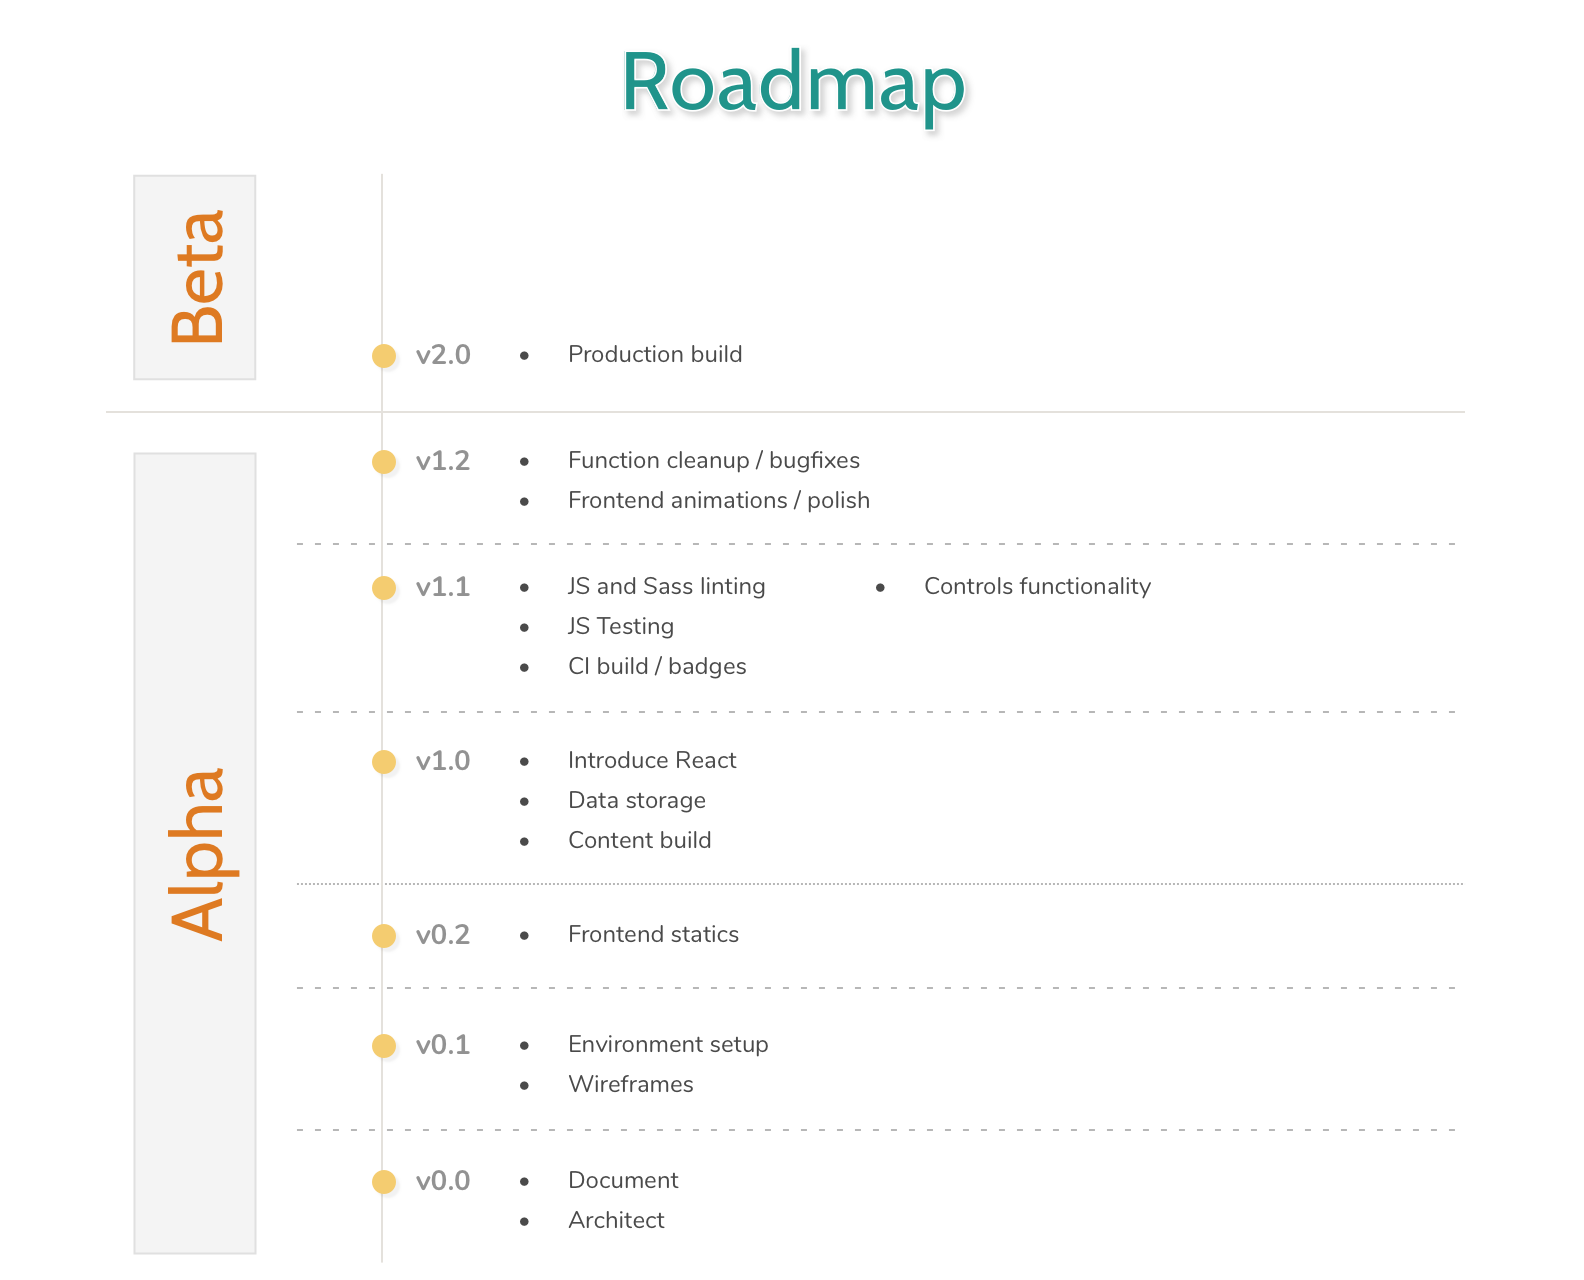 Roadmap
Beta
v2.0 • Production build
Alpha
v1.2 • Function cleanup / bugfixes
• Frontend animations / polish
v1.1 • JS and Sass linting • Controls functionality
• JS Testing
• CI build / badges
v1.0 • Introduce React
• Data storage
• Content build
v0.2 • Frontend statics
v0.1 • Environment setup
• Wireframes
v0.0 • Document
• Architect